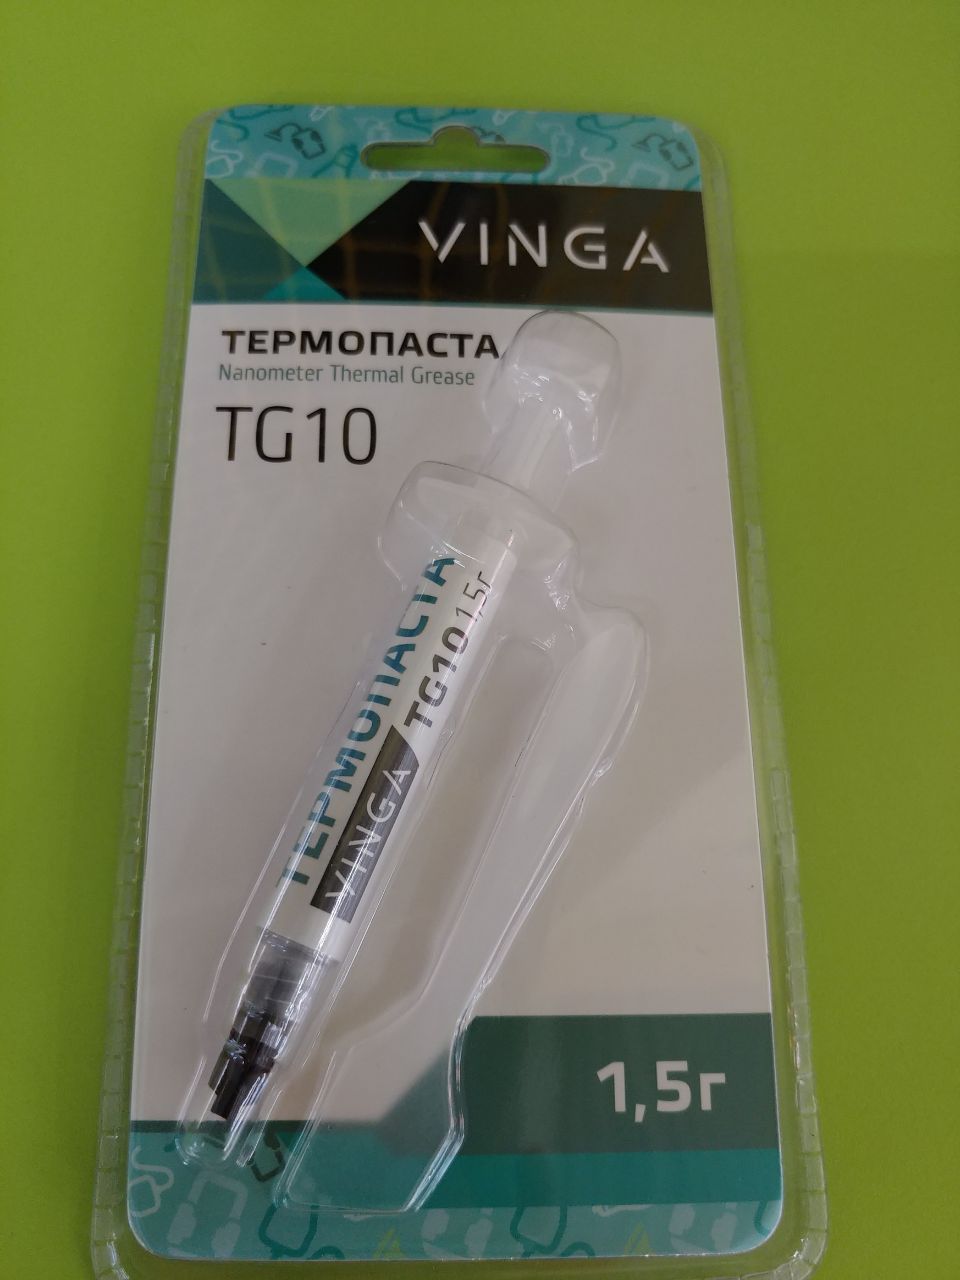 VINGA
ТЕРМОПАСТА
Nanometer Thermal Grease
TG10
ТЕРМОПАСТА
TG10 1,5г
VINGA
1,5г